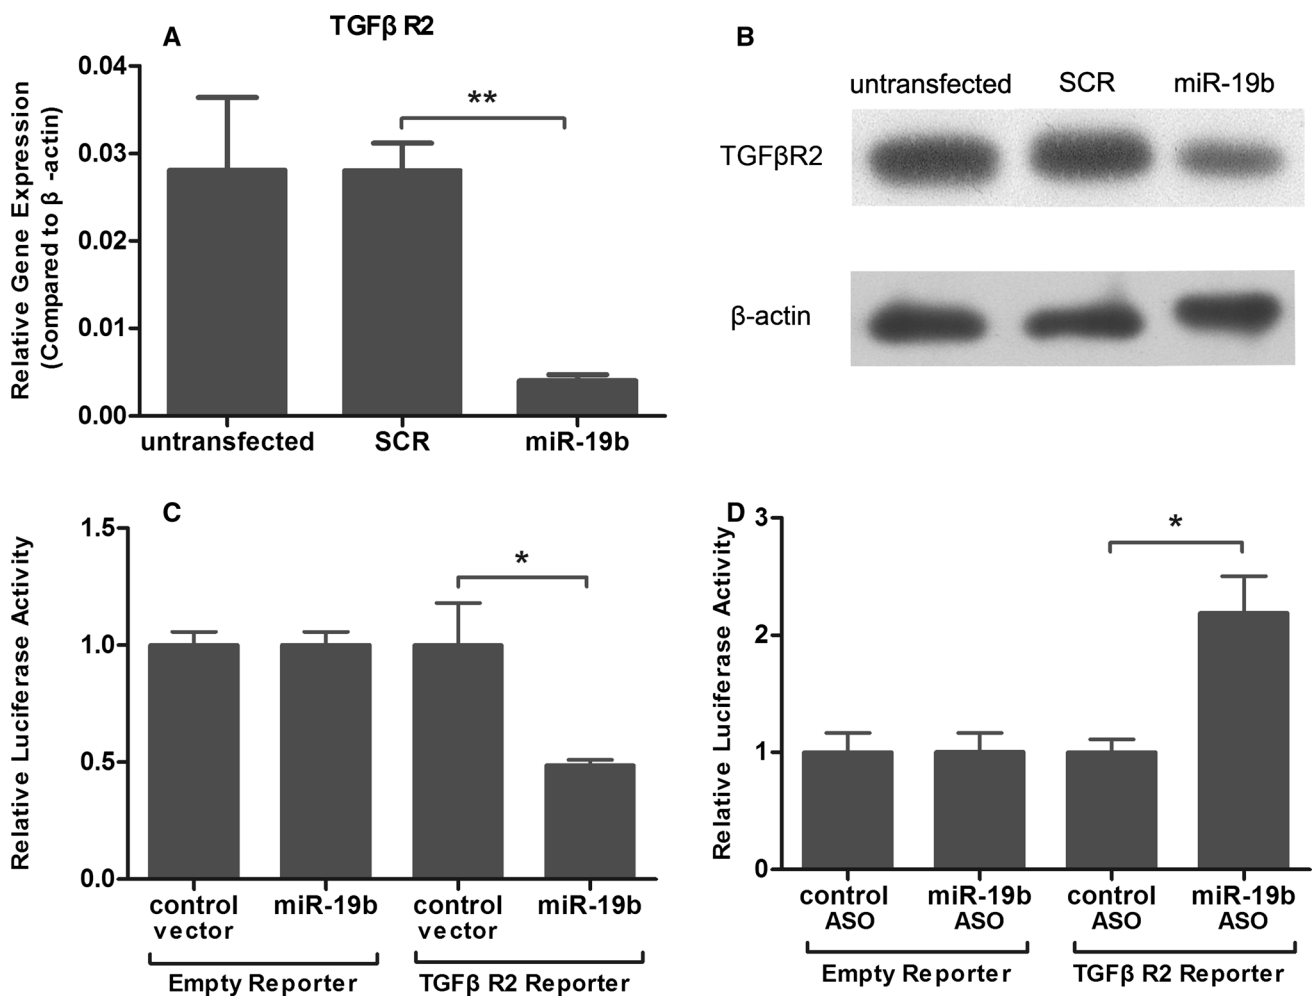 A
TGFβ R2
Relative Gene Expression
(Compared to β -actin)
0.04
0.03
0.02
0.01
0.00
**
untransfected
SCR
miR-19b
B
untransfected
SCR
miR-19b
TGFβR2
β-actin
C
Relative Luciferase Activity
1.5
1.0
0.5
0.0
*
control
vector
miR-19b
control
vector
miR-19b
Empty Reporter
TGFβ R2 Reporter
D
Relative Luciferase Activity
3
2
1
0
*
control
ASO
miR-19b
ASO
control
ASO
miR-19b
ASO
Empty Reporter
TGFβ R2 Reporter